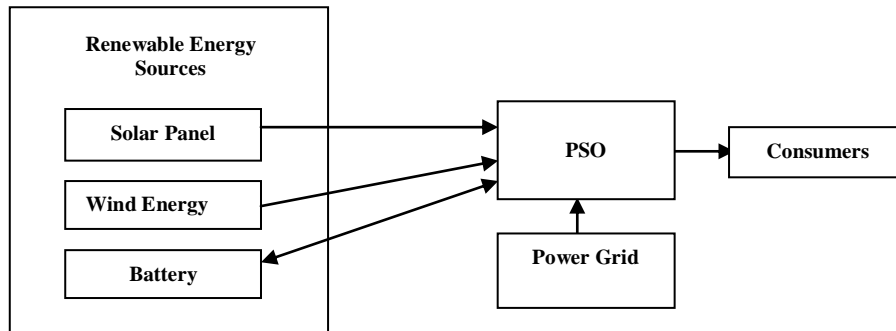 Renewable Energy
Sources
Solar Panel
Wind Energy
Battery
PSO
Power Grid
Consumers